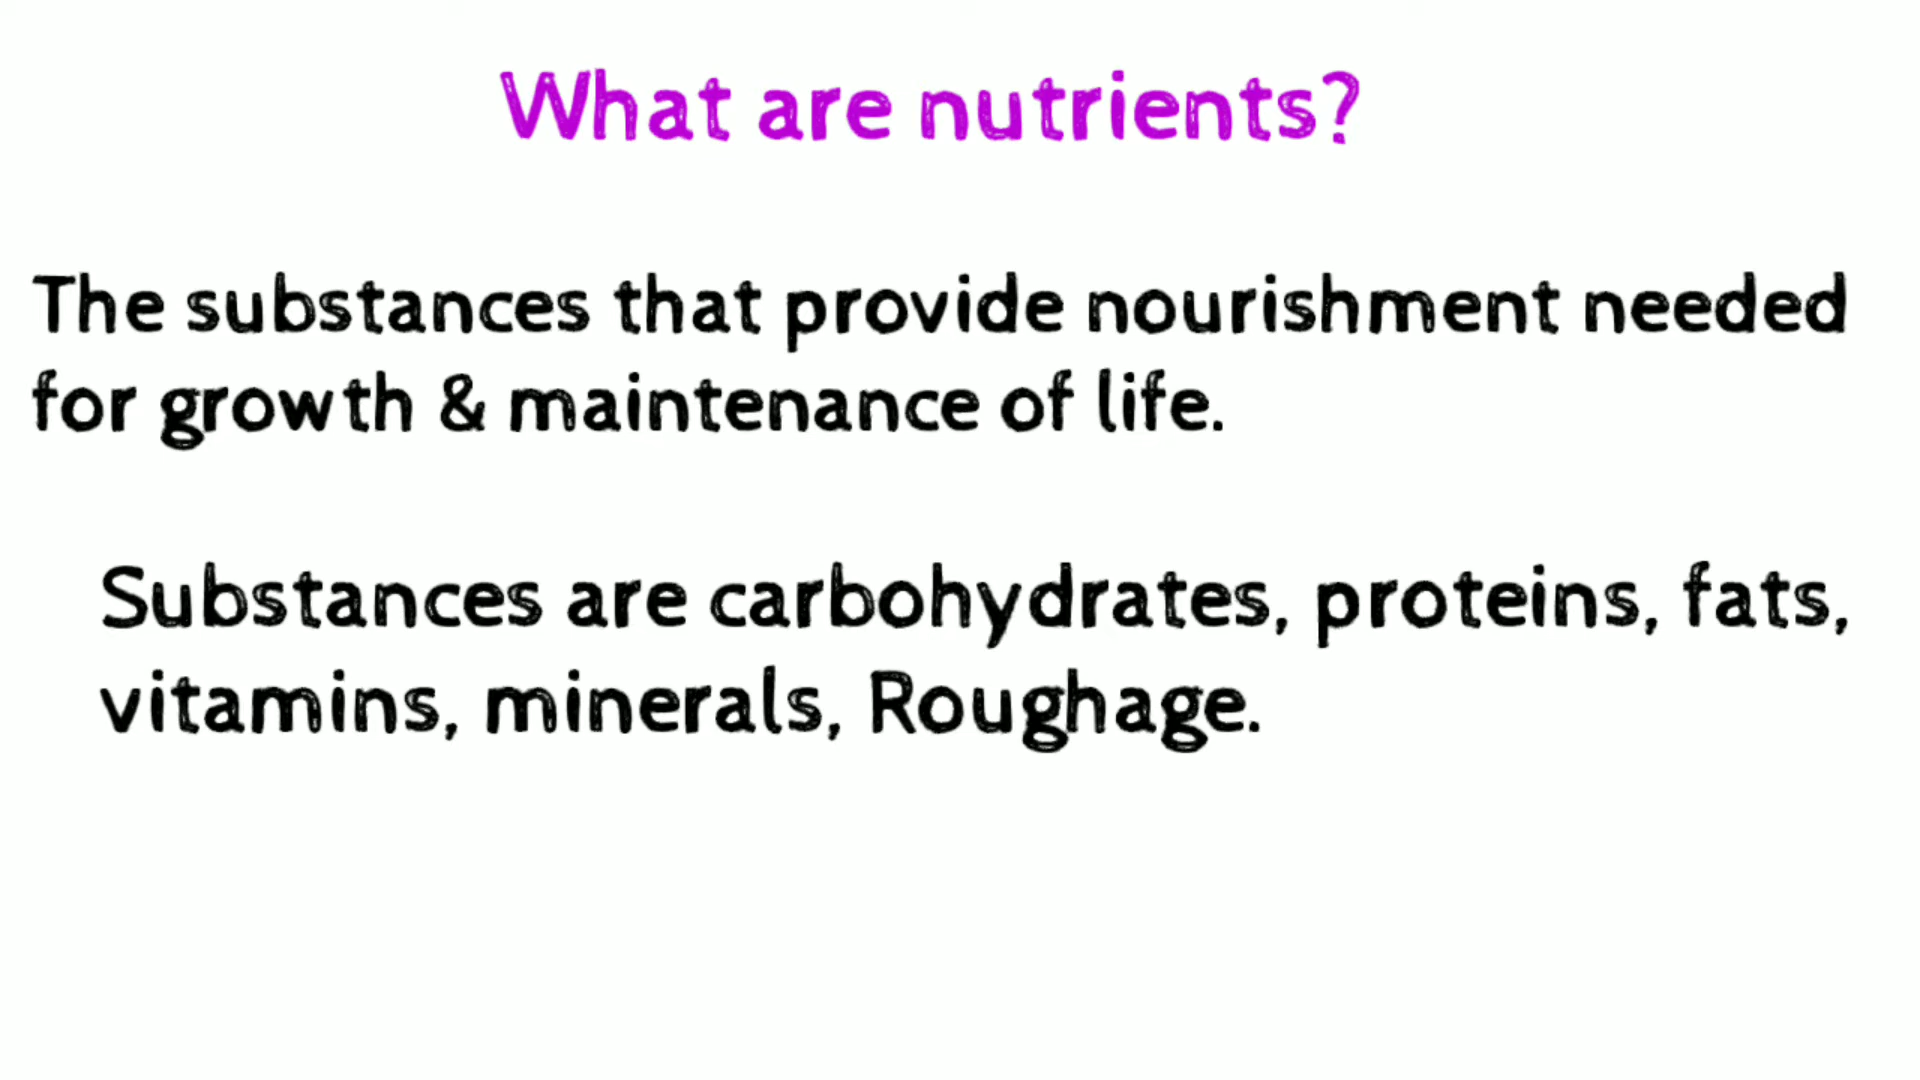 What are nutrients?
The substances that provide nourishment needed
for growth & maintenance of life.
Substances are carbohydrates, proteins, fats,
vitamins, minerals, Roughage.